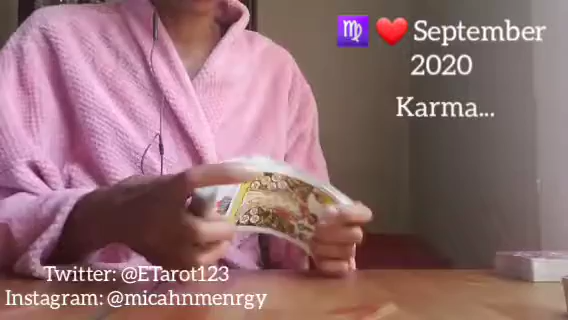 ♍ ❤️ September
2020
Karma...
Twitter: @ETarot123
Instagram: @micahnmenrgy